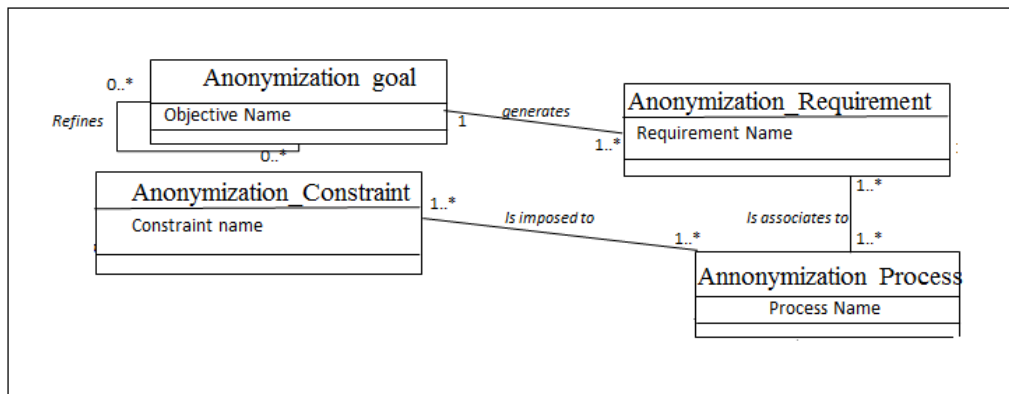 Anonymization goal
0..*
Objective Name
Refines
1
generates
0..*
Anonymization_Requirement
Requirement Name
1..*
1..*
Anonymization_Constraint
Constraint name
1..*
Is imposed to
1..*
Is associates to
1..*
Annonymization Process
Process Name